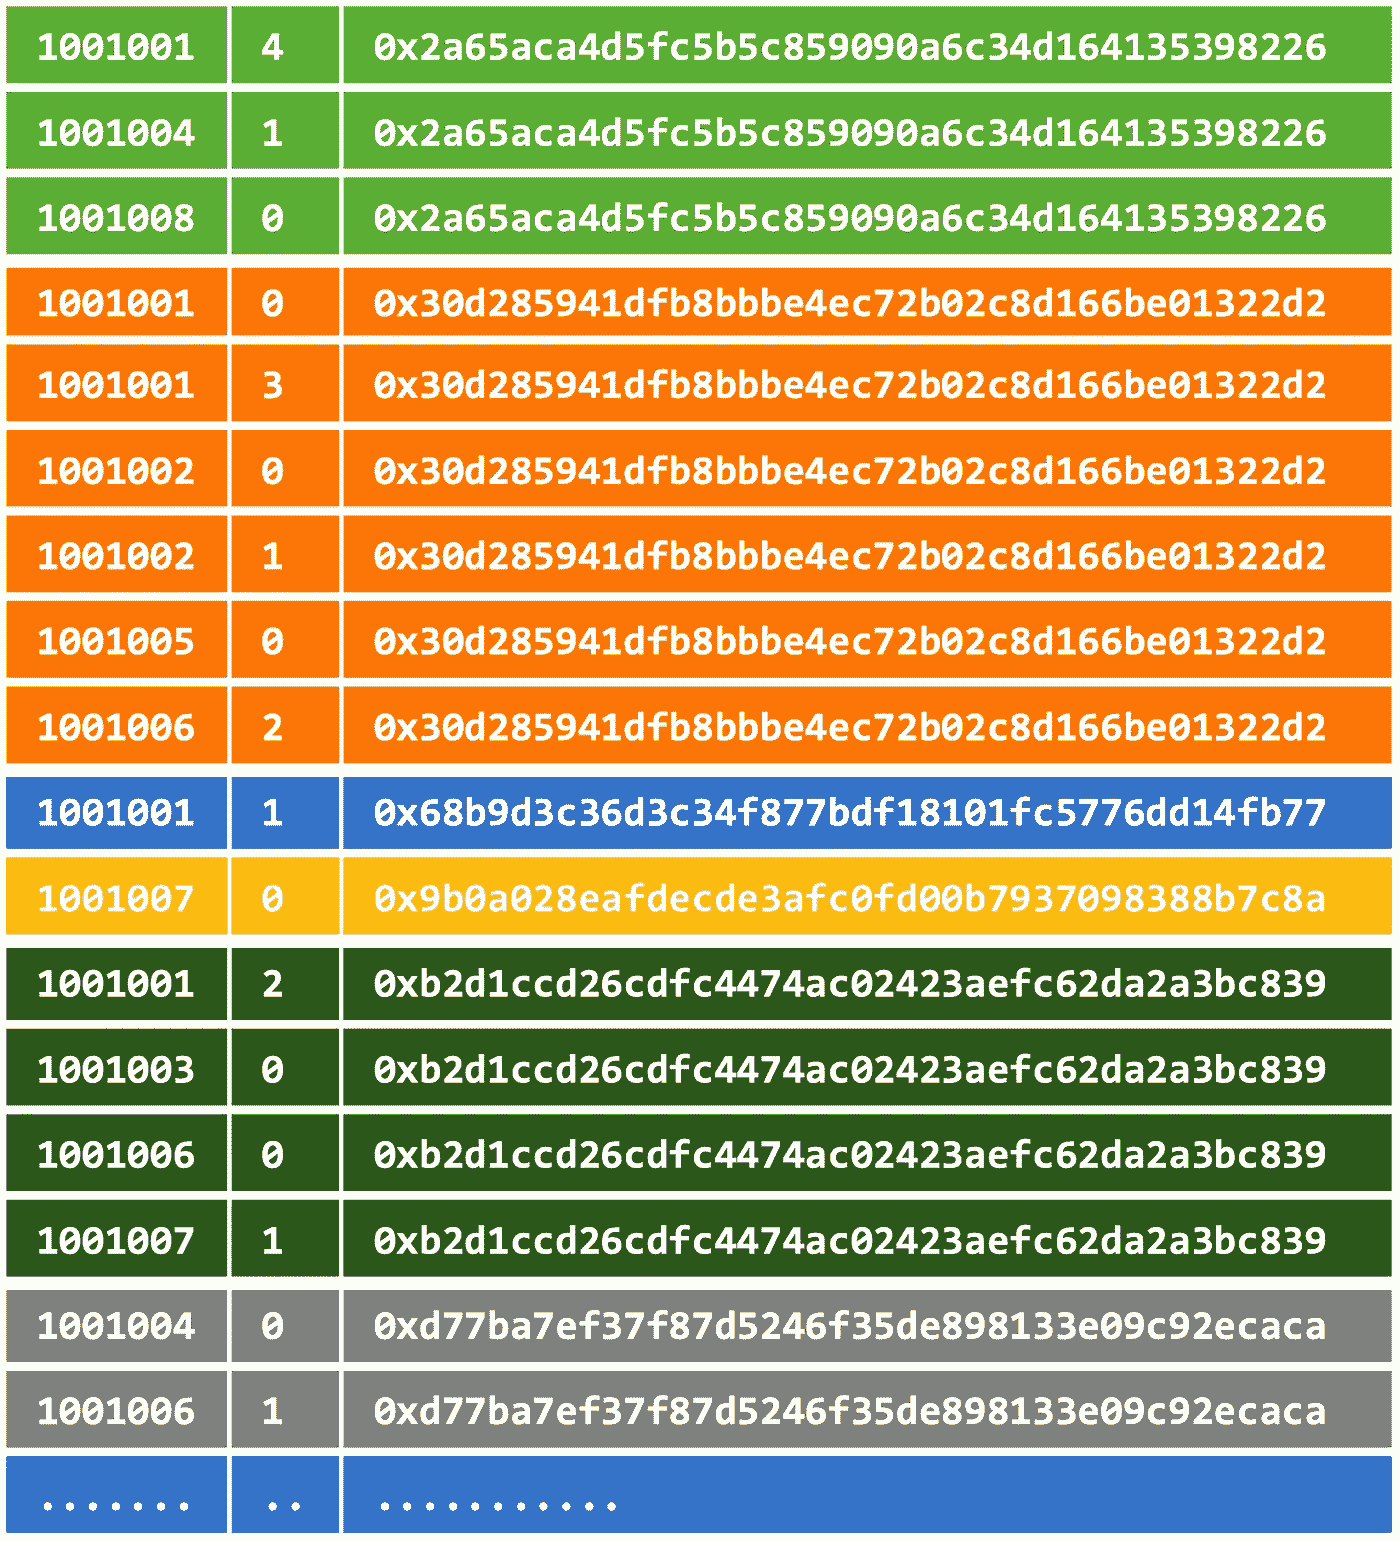 1001001 4 0x2a65aca4d5fc5b5c859090a6c34d164135398226
1001004 1 0x2a65aca4d5fc5b5c859090a6c34d164135398226
1001008 0 0x2a65aca4d5fc5b5c859090a6c34d164135398226
1001001 0 0x30d285941dfb8bbbe4ec72b02c8d166be01322d2
1001001 3 0x30d285941dfb8bbbe4ec72b02c8d166be01322d2
1001002 0 0x30d285941dfb8bbbe4ec72b02c8d166be01322d2
1001002 1 0x30d285941dfb8bbbe4ec72b02c8d166be01322d2
1001005 0 0x30d285941dfb8bbbe4ec72b02c8d166be01322d2
1001006 2 0x30d285941dfb8bbbe4ec72b02c8d166be01322d2
1001001 1 0x68b9d3c36d3c34f877bdf18101fc5776dd14fb77
1001007 0 0x9b0a028eafdecde3afc0fd00b7937098388b7c8a
1001001 2 0xb2d1ccd26cdfc4474ac02423aefc62da2a3bc839
1001003 0 0xb2d1ccd26cdfc4474ac02423aefc62da2a3bc839
1001006 0 0xb2d1ccd26cdfc4474ac02423aefc62da2a3bc839
1001007 1 0xb2d1ccd26cdfc4474ac02423aefc62da2a3bc839
1001004 0 0xd77ba7ef37f87d5246f35de898133e09c92ecaca
1001006 1 0xd77ba7ef37f87d5246f35de898133e09c92ecaca
....... .. ...........